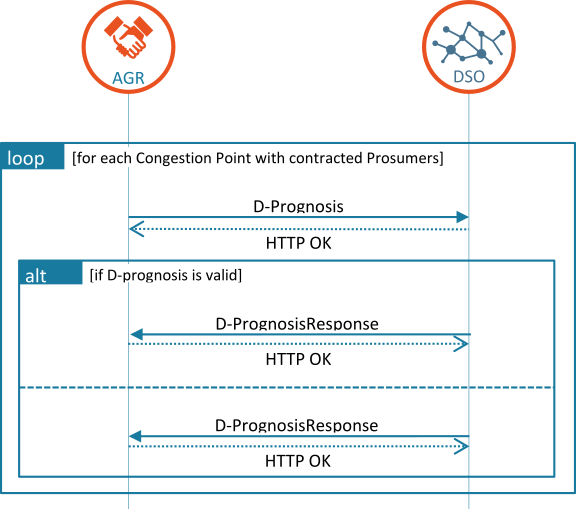 AGR
DSO
loop
[for each Congestion Point with contracted Prosumers]
D-Prognosis
HTTP OK
alt
[if D-prognosis is valid]
D-PrognosisResponse
HTTP OK
D-PrognosisResponse
HTTP OK